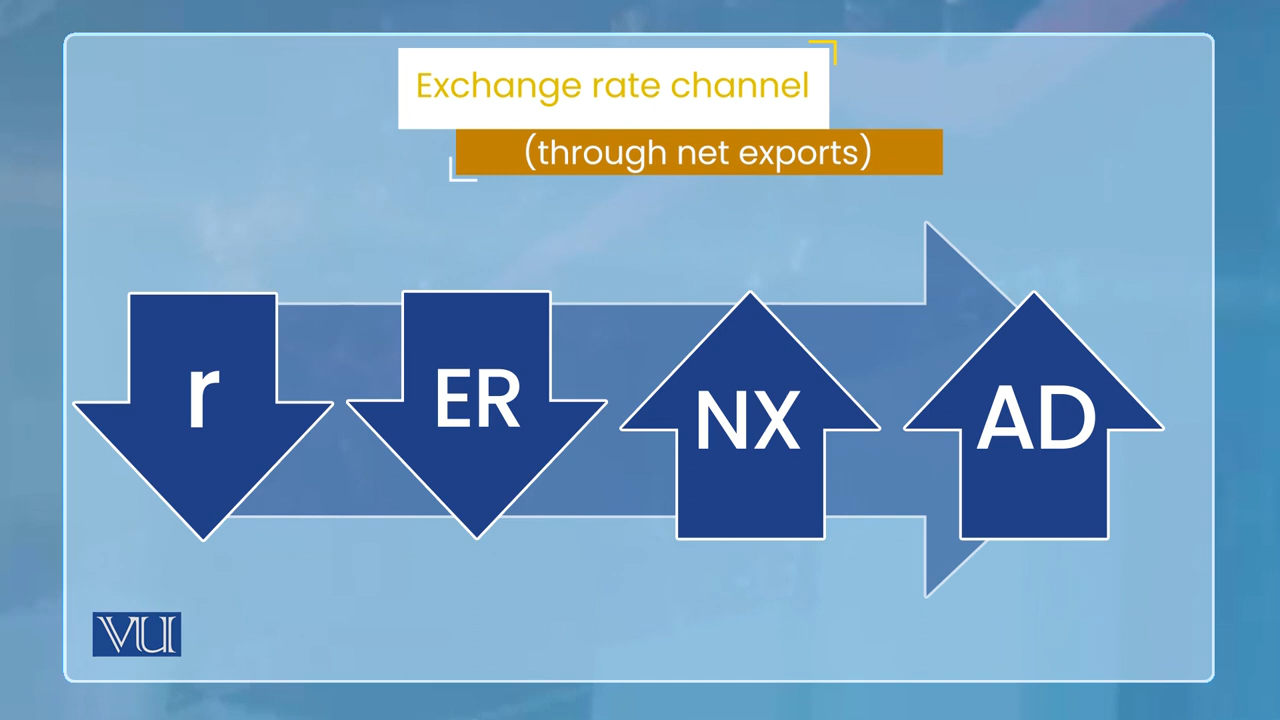 Exchange rate channel
(through net exports)
r
ER
NX
AD
VU